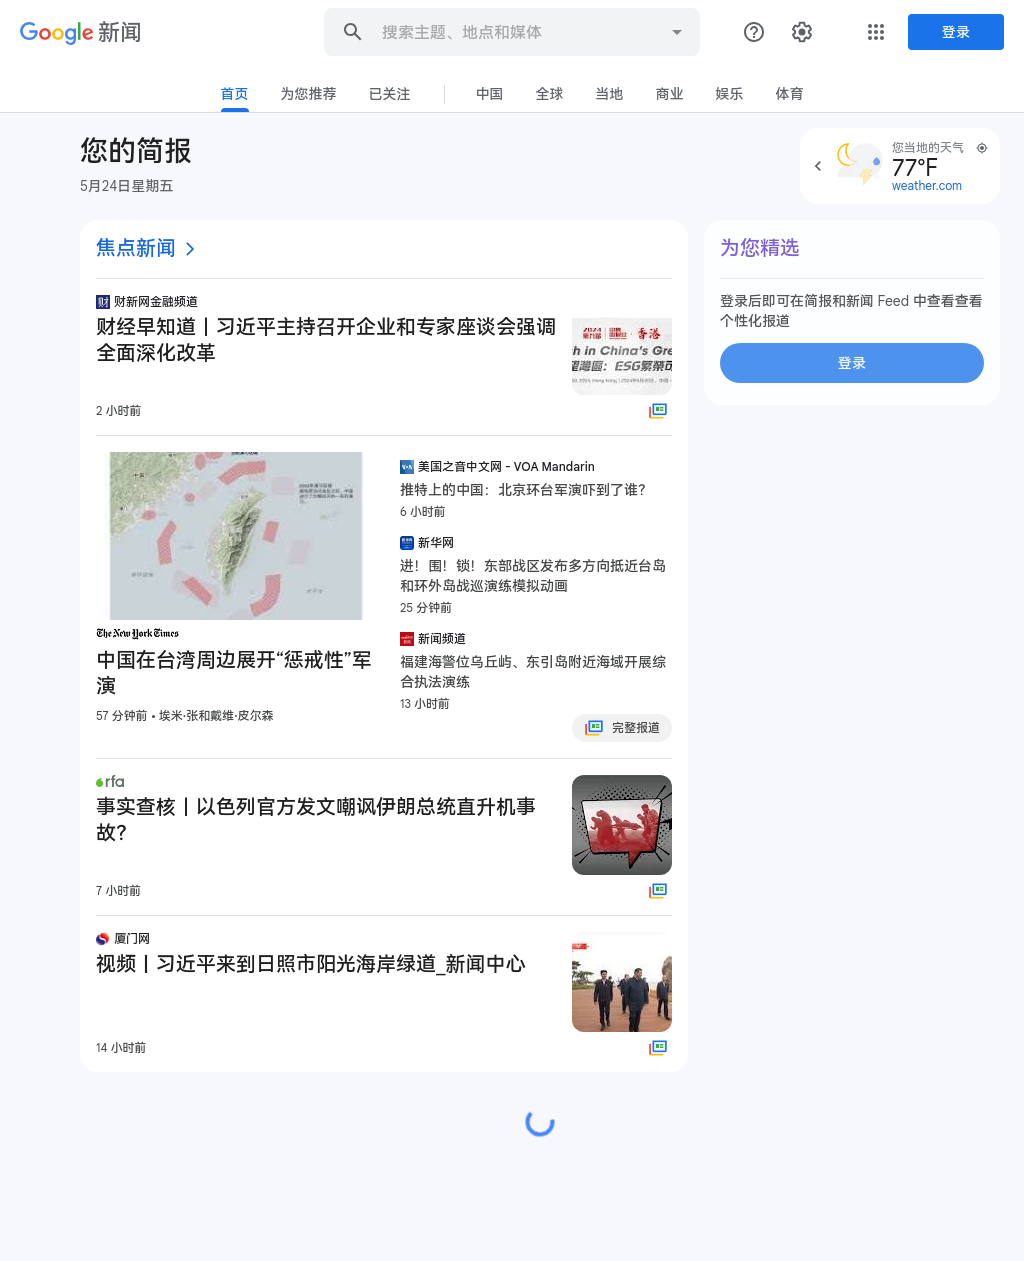 Google 新闻
搜索主题、地点和媒体
登录
首页
为您推荐
已关注
中国
全球
当地
商业
娱乐
体育
您的简报
5月24日星期五
您当地的天气
77°F
weather.com
焦点新闻
财新网金融频道
财经早知道丨习近平主持召开企业和专家座谈会强调
全面深化改革
2 小时前
The New York Times
中国在台湾周边展开“惩戒性”军
演
57 分钟前 • 埃米·张和戴维·皮尔森
美国之音中文网 - VOA Mandarin
推特上的中国：北京环台军演吓到了谁？
6 小时前
新华网
进！围！锁！东部战区发布多方向抵近台岛
和环外岛战巡演练模拟动画
25 分钟前
新闻频道
福建海警位乌丘屿、东引岛附近海域开展综
合执法演练
13 小时前
完整报道
rfa
事实查核丨以色列官方发文嘲讽伊朗总统直升机事
故？
7 小时前
厦门网
视频丨习近平来到日照市阳光海岸绿道_新闻中心
14 小时前
为您精选
登录后即可在简报和新闻 Feed 中查看查看
个性化报道
登录